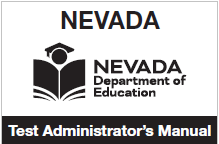 NEVADA
NEVADA
Department of
Education
Test Administrator's Manual